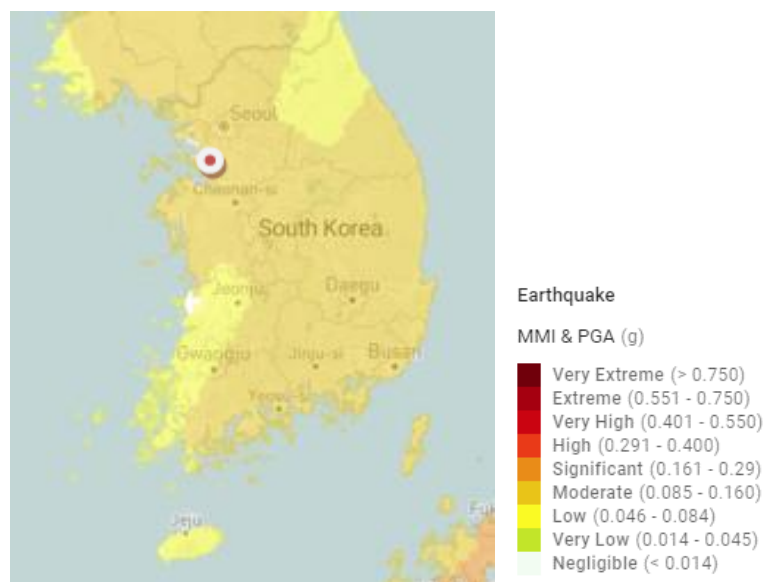 Seoul
Cheonan-si
South Korea
Jeonju
Daegu
Gwangju
Jinju-si
Busan
Jeju
Fuk
Earthquake
MMI & PGA (g)
Very Extreme (> 0.750)
Extreme (0.551 - 0.750)
Very High (0.401 - 0.550)
High (0.291 - 0.400)
Significant (0.161 - 0.29)
Moderate (0.085 - 0.160)
Low (0.046 - 0.084)
Very Low (0.014 - 0.045)
Negligible (< 0.014)